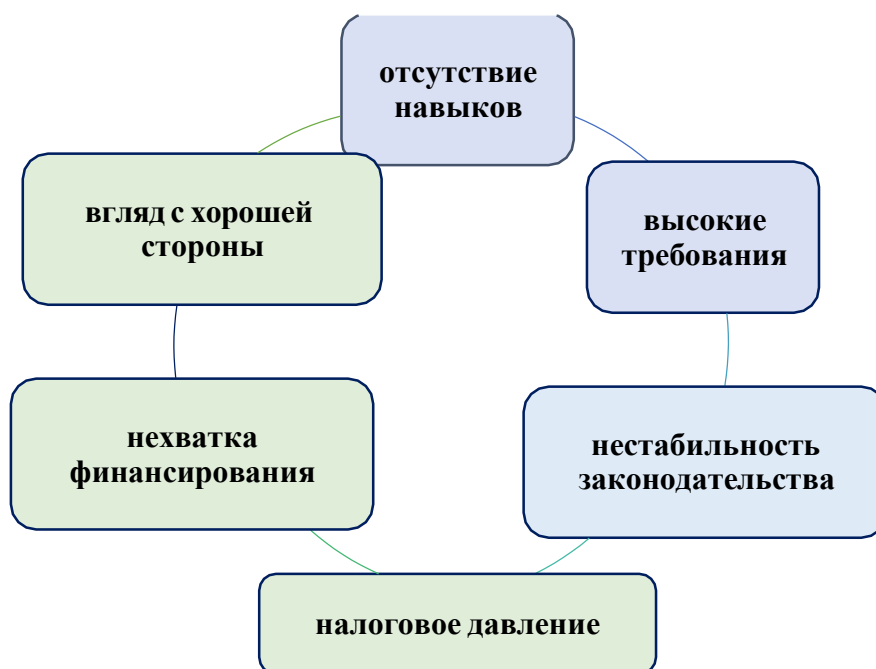 отсутствие
навыков
вгляд с хорошей
стороны
высокие
требования
нехватка
финансирования
нестабильность
законодательства
налоговое давление